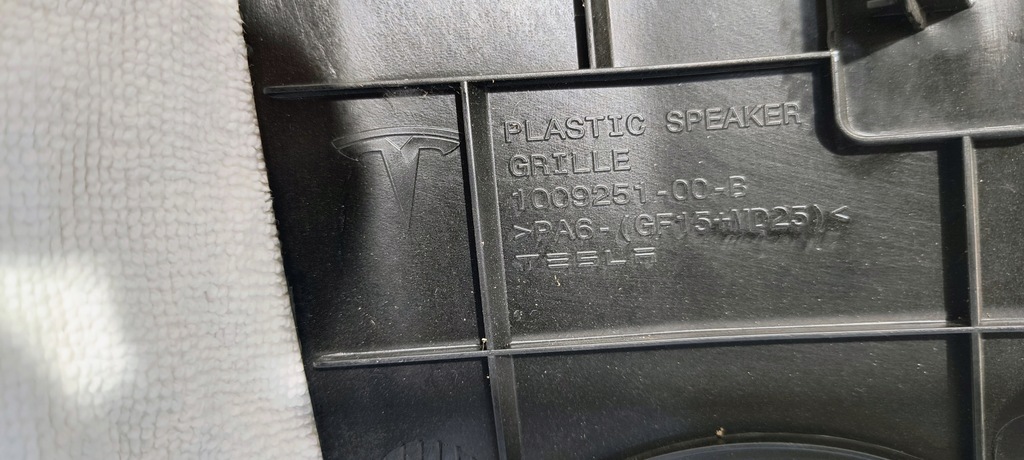 PLASTIC SPEAKER
GRILLE
1009251-00-B
>PA6-(GF15+MD25)<
TESLA